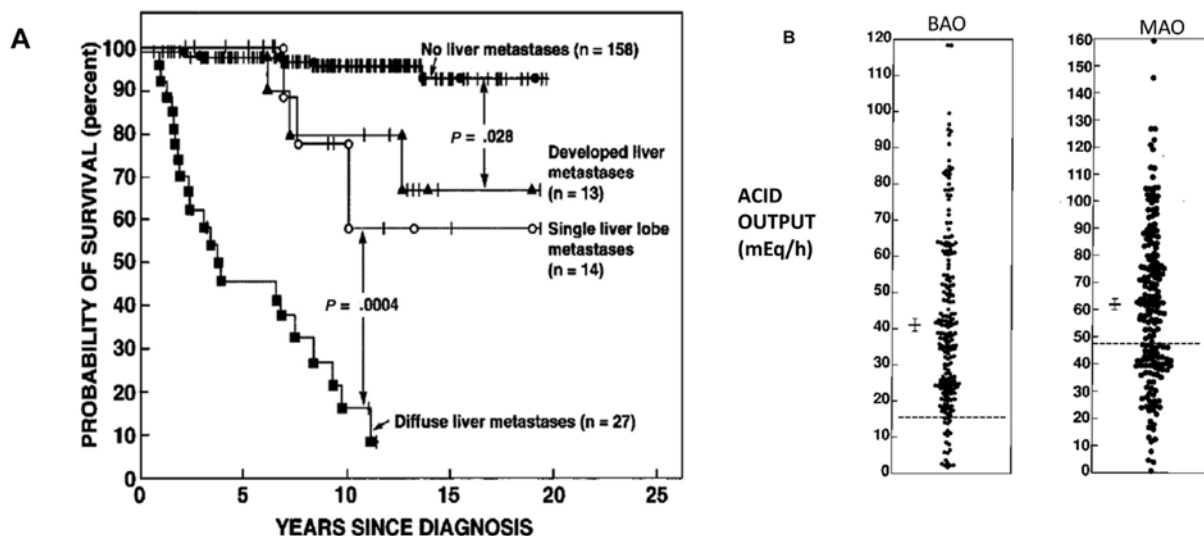 A
PROBABILITY OF SURVIVAL (percent)
100
90
80
70
60
50
40
30
20
10
0
0 5 10 15 20 25
YEARS SINCE DIAGNOSIS
No liver metastases (n = 158)
P = .028
Developed liver
metastases
(n = 13)
Single liver lobe
metastases
(n = 14)
P = .0004
Diffuse liver metastases (n = 27)
B
BAO
ACID
OUTPUT
(mEq/h)
120
110
100
90
80
70
60
50
40
30
20
10
0
MAO
160
150
140
130
120
110
100
90
80
70
60
50
40
30
20
10
0